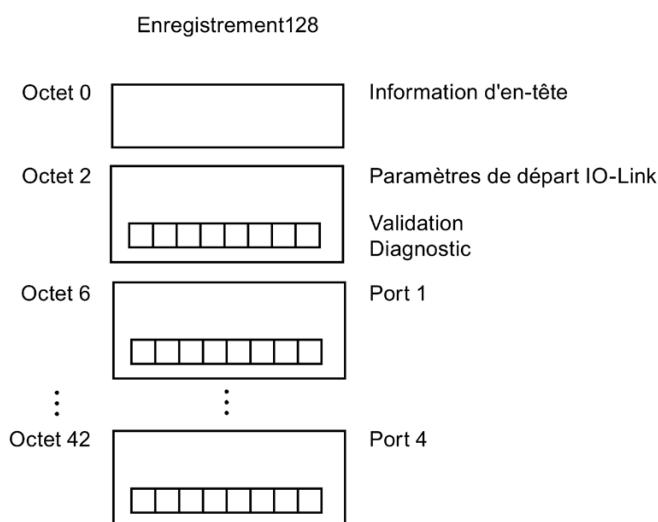 Enregistrement128
Octet 0 Information d'en-tête
Octet 2 Paramètres de départ IO-Link
Validation
Diagnostic
Octet 6 Port 1
Octet 42 Port 4